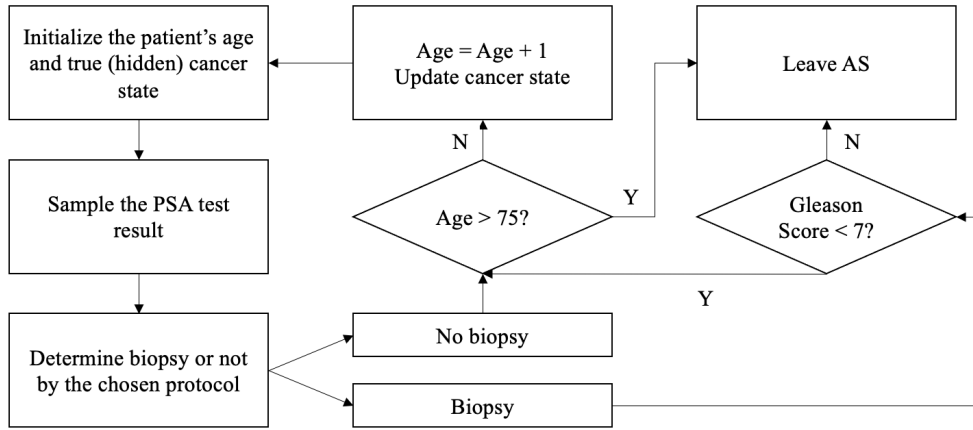 Initialize the patient's age
and true (hidden) cancer
state
Age = Age + 1
Update cancer state
Leave AS
N
N
Sample the PSA test
result
Age > 75?
Y
Gleason
Score < 7?
Y
Determine biopsy or not
by the chosen protocol
No biopsy
Biopsy